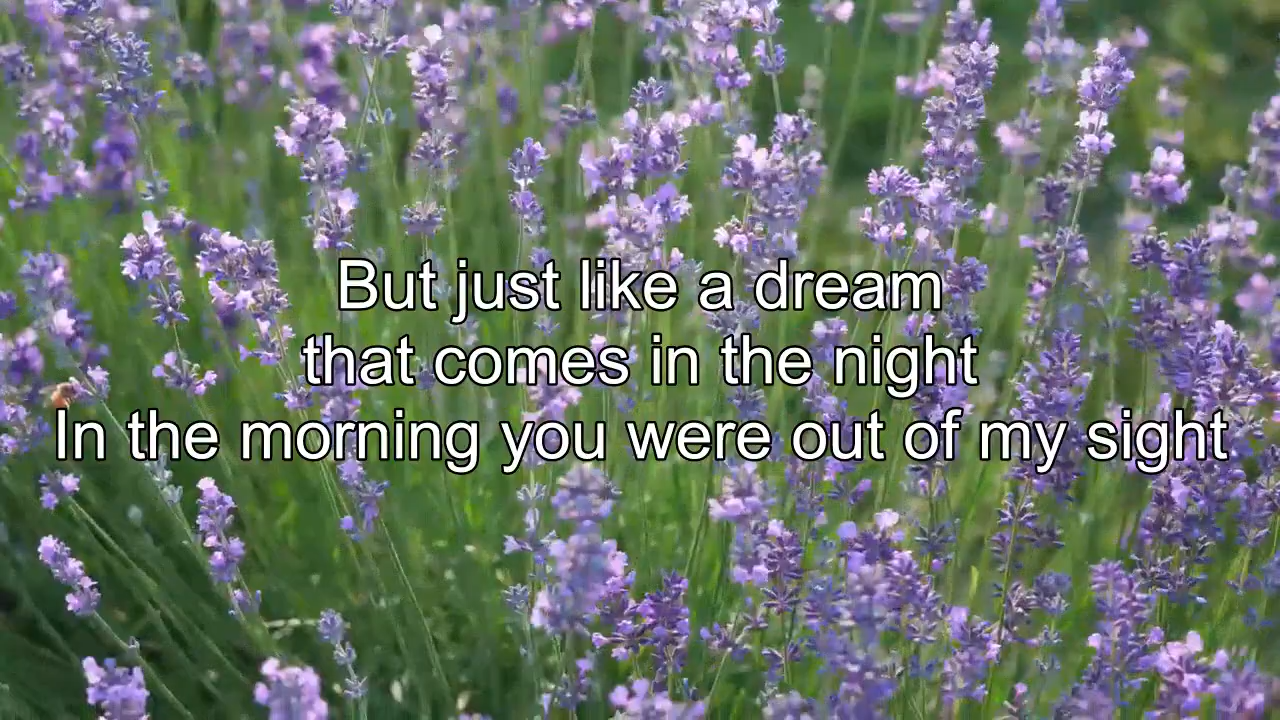 But just like a dream
that comes in the night
In the morning you were out of my sight